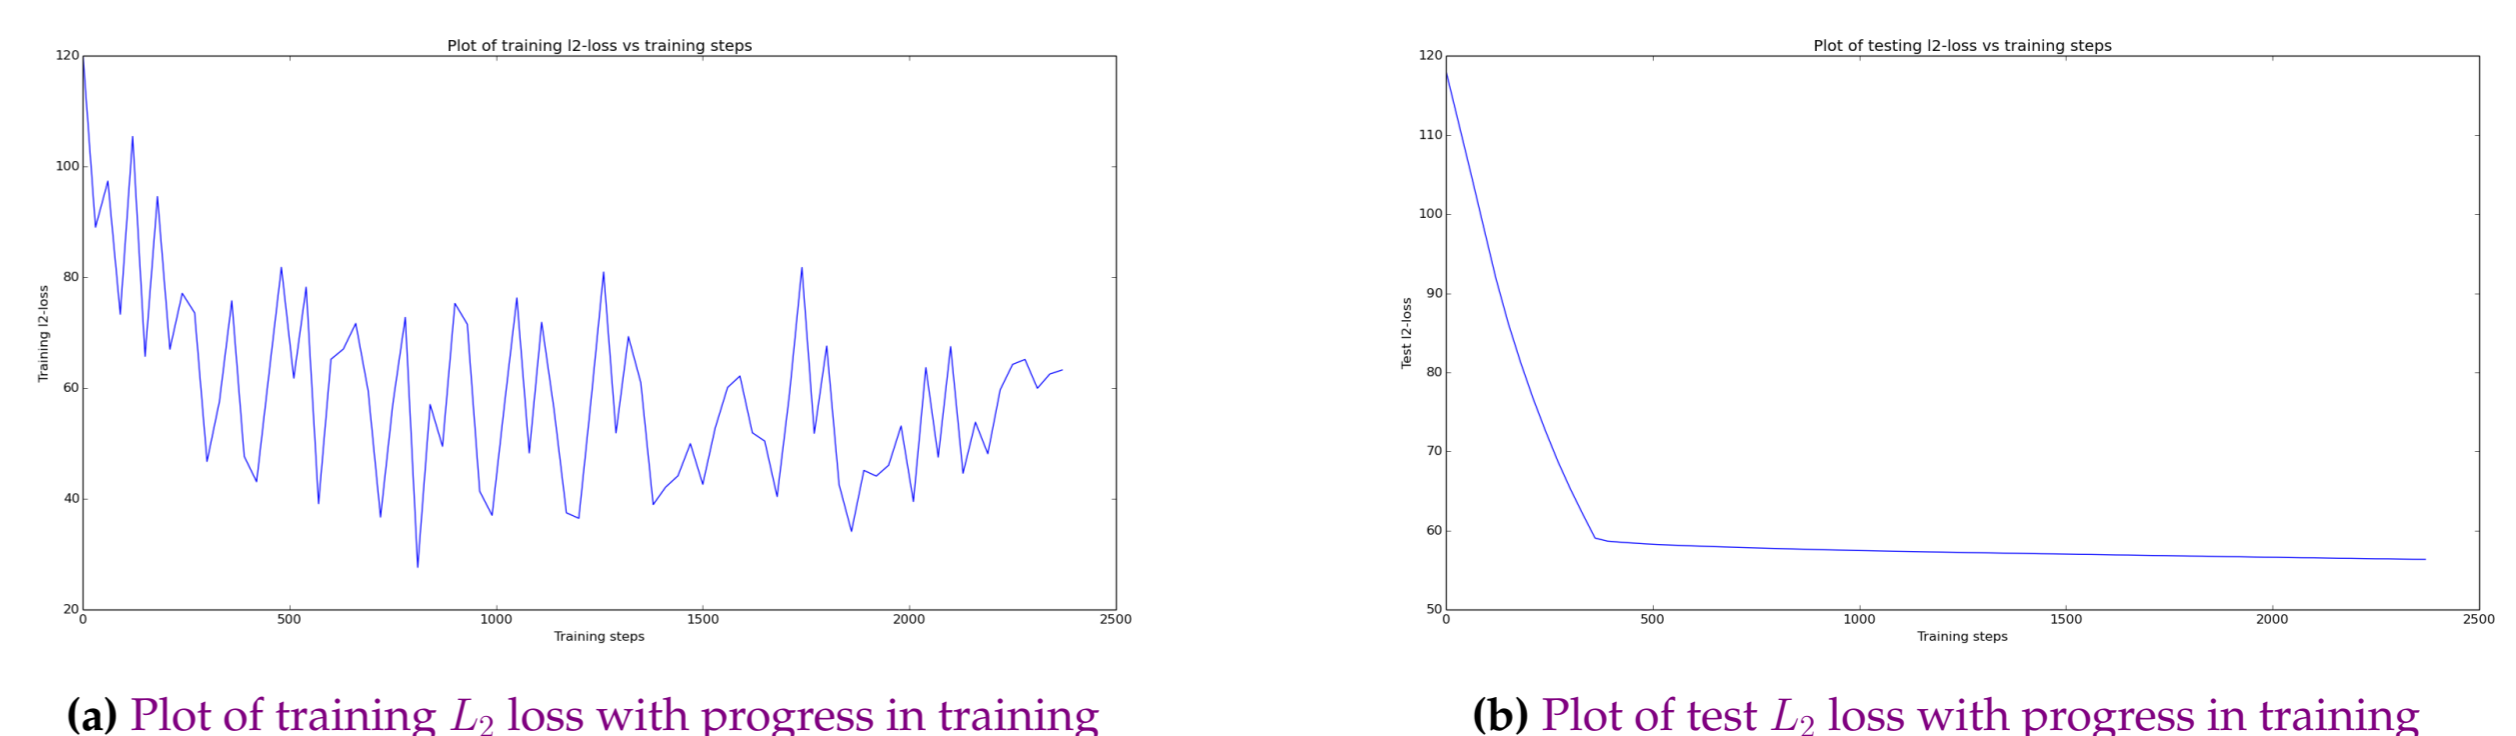 Plot of training l2-loss vs training steps
120
100
80
60
40
20
Training l2-loss
0 500 1000 1500 2000 2500
Training steps
(a) Plot of training L₂ loss with progress in training
Plot of testing l2-loss vs training steps
120
110
100
90
80
70
60
50
Test l2-loss
0 500 1000 1500 2000 2500
Training steps
(b) Plot of test L₂ loss with progress in training